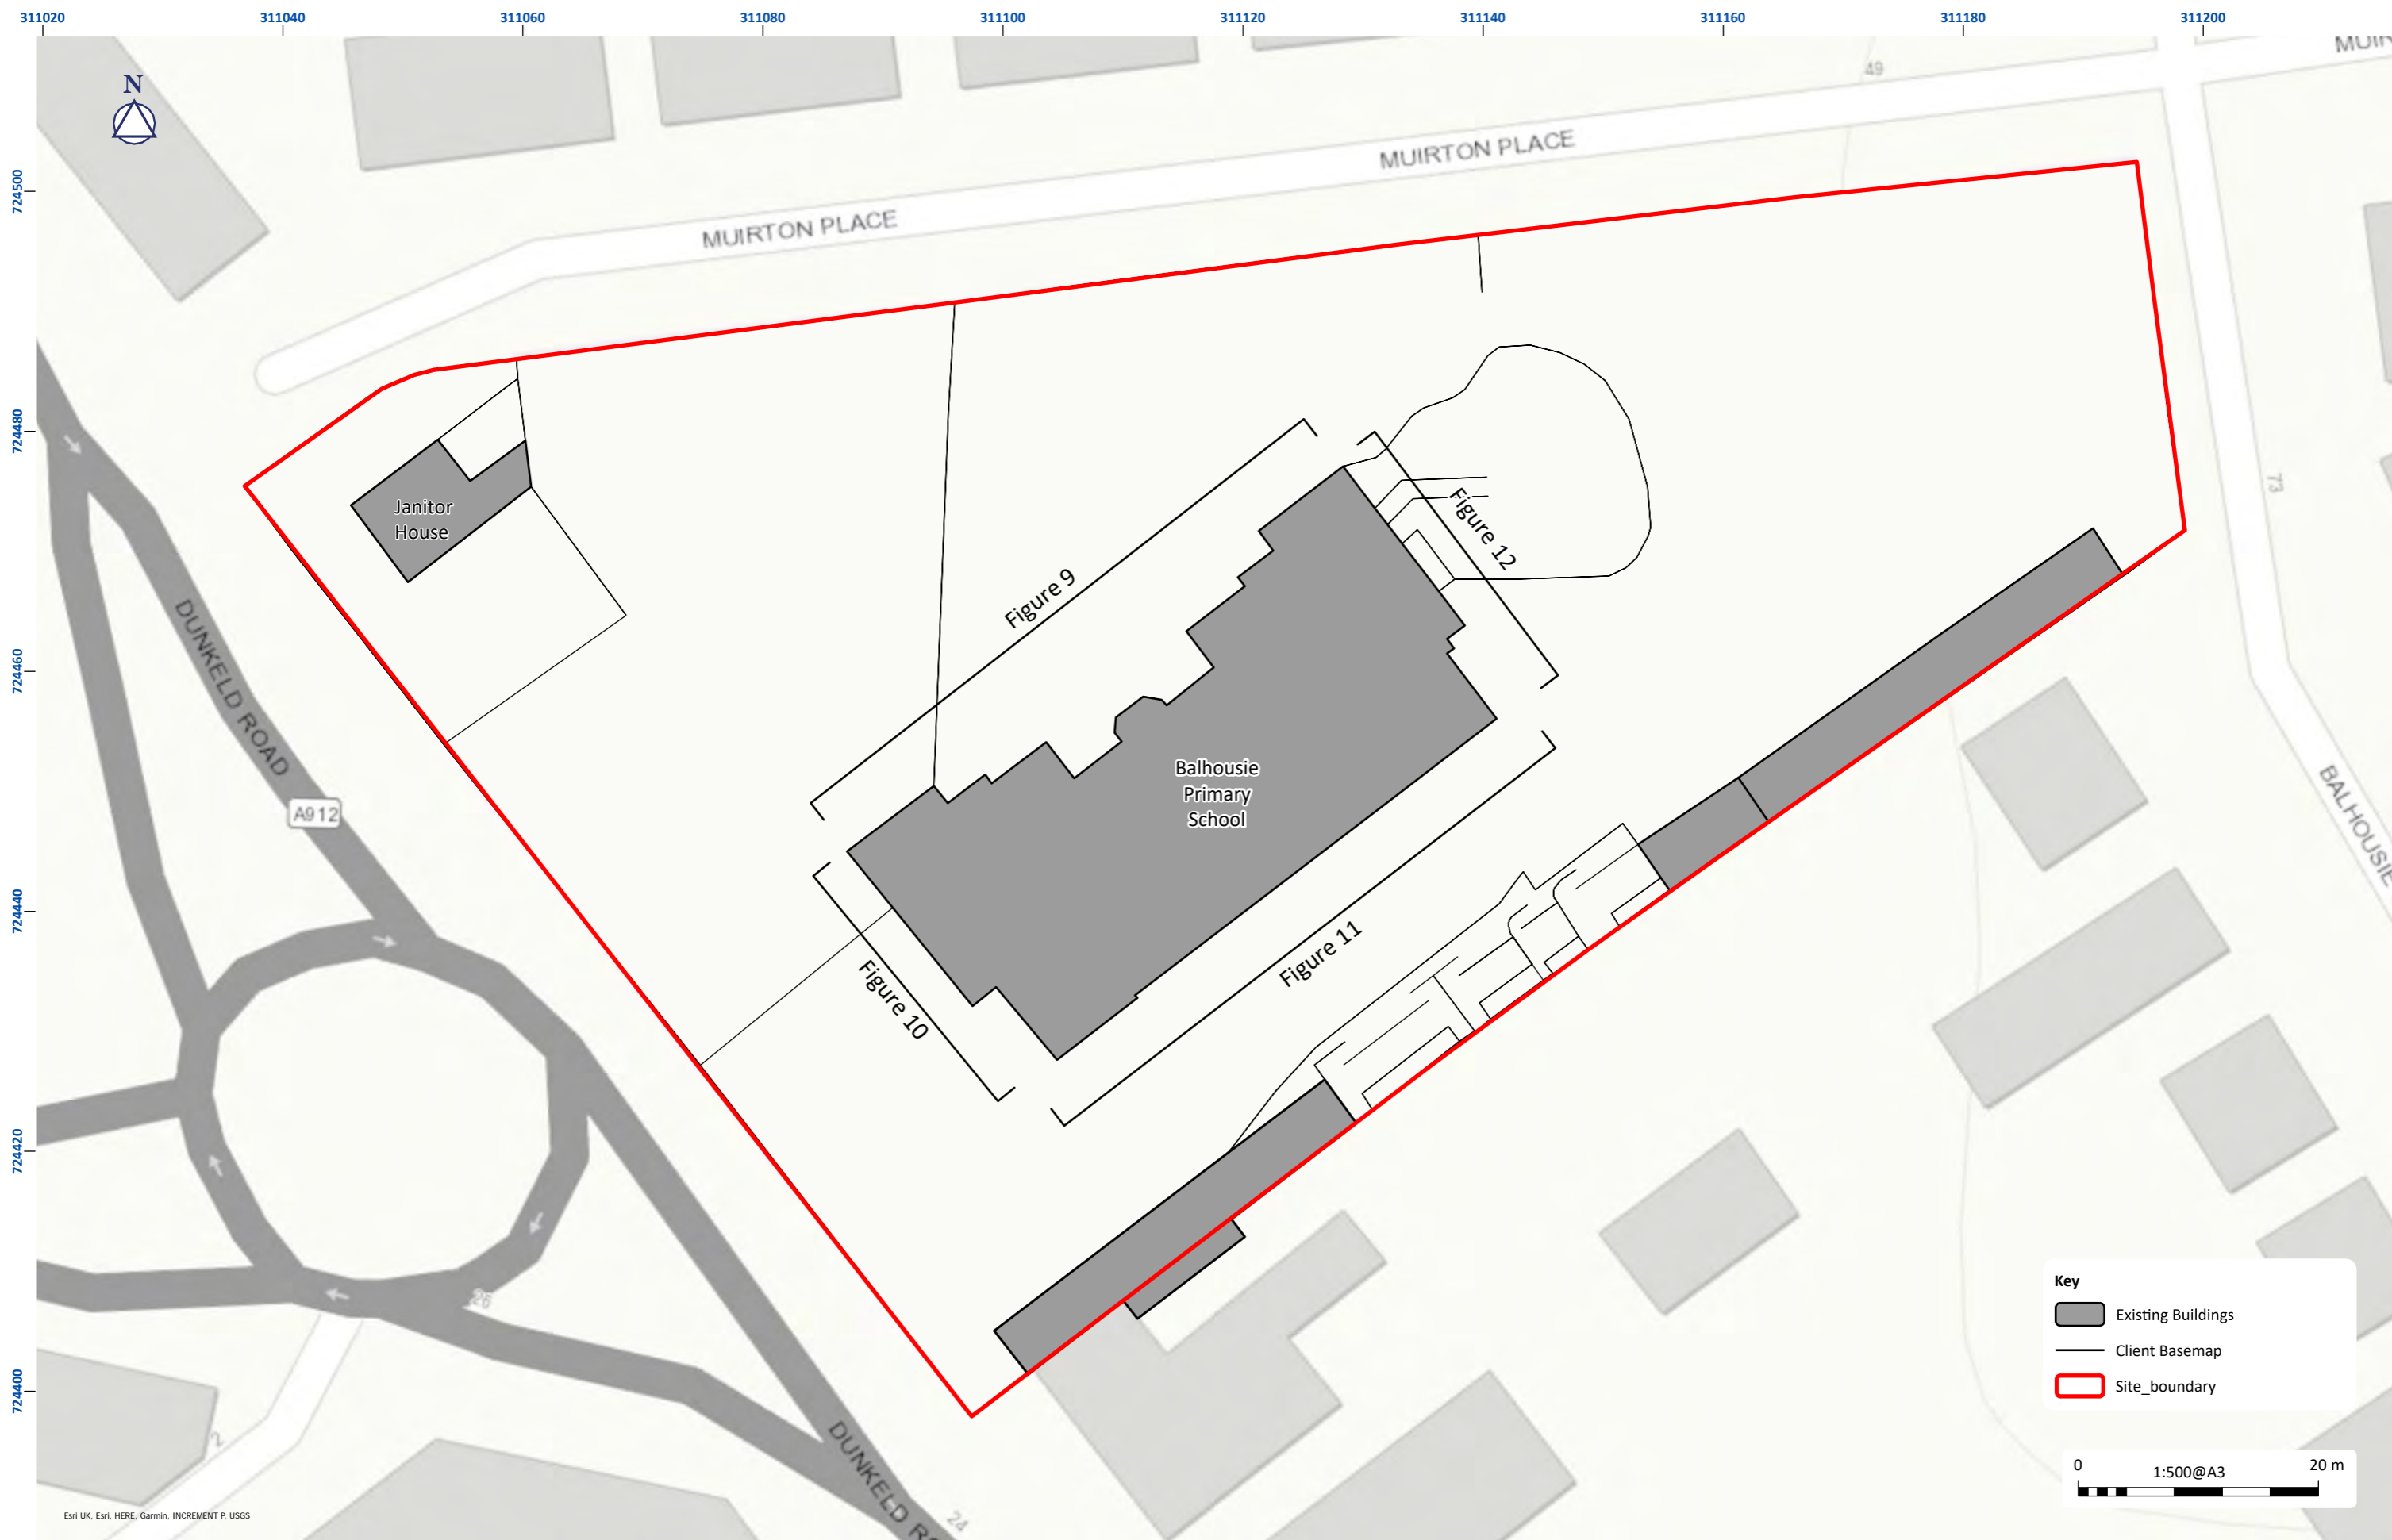 311020 311040 311060 311080 311100 311120 311140 311160 311180 311200
N
49
MUIRTON PLACE
MUIRTON PLACE
724500
724480
724460
724440
724420
724400
Janitor
House
Figure 9
Figure 12
73
DUNKELD ROAD
A912
Balhousie
Primary
School
BALHOUSIE
Figure 11
Figure 10
26
2
DUNKELD
24
Key
Existing Buildings
Client Basemap
Site_boundary
0 1:500@A3 20 m
Esri UK, Esri, HERE, Garmin, INCREMENT P, USGS